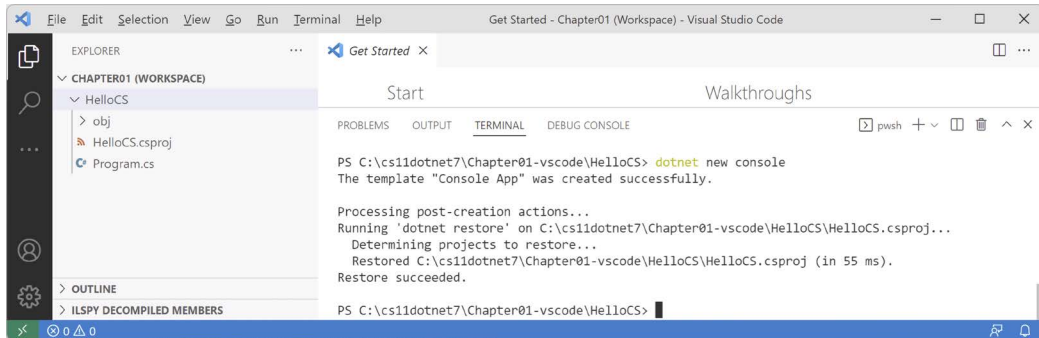 File Edit Selection View Go Run Terminal Help Get Started - Chapter01 (Workspace) - Visual Studio Code
EXPLORER ...
Get Started
CHAPTER01 (WORKSPACE)
HelloCS
obj
HelloCS.csproj
Program.cs
OUTLINE
ILSPY DECOMPILED MEMBERS
Start Walkthroughs
PROBLEMS OUTPUT TERMINAL DEBUG CONSOLE pwsh
PS C:\cs11dotnet7\Chapter01-vscode\HelloCS> dotnet new console
The template "Console App" was created successfully.
Processing post-creation actions...
Running 'dotnet restore' on C:\cs11dotnet7\Chapter01-vscode\HelloCS\HelloCS.csproj...
Determining projects to restore...
Restored C:\cs11dotnet7\Chapter01-vscode\HelloCS\HelloCS.csproj (in 55 ms).
Restore succeeded.
PS C:\cs11dotnet7\Chapter01-vscode\HelloCS>
0 0